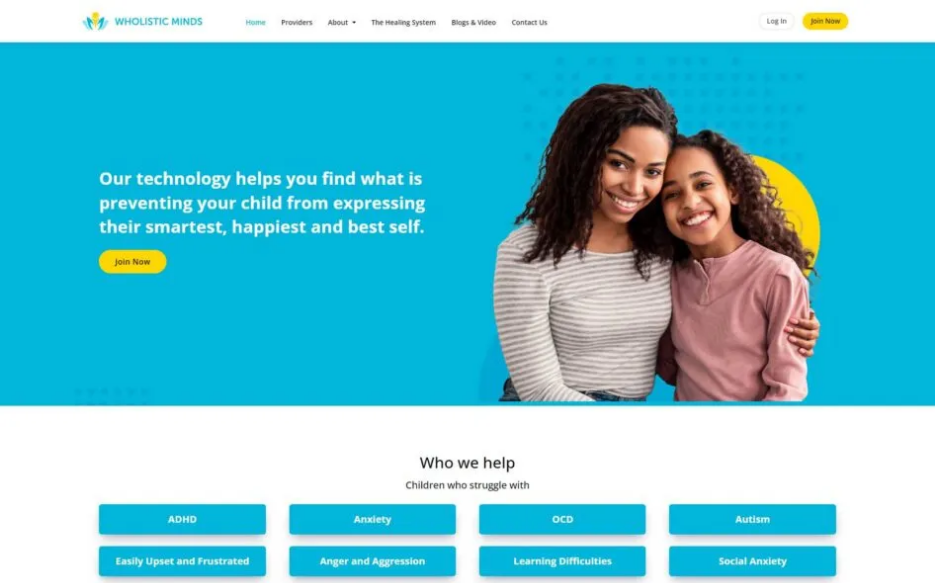 WHOLISTIC MINDS
Home Providers About The Healing System Blogs & Video Contact Us
Log In Join Now
Our technology helps you find what is
preventing your child from expressing
their smartest, happiest and best self.
Join Now
Who we help
Children who struggle with
ADHD Anxiety OCD Autism
Easily Upset and Frustrated Anger and Aggression Learning Difficulties Social Anxiety